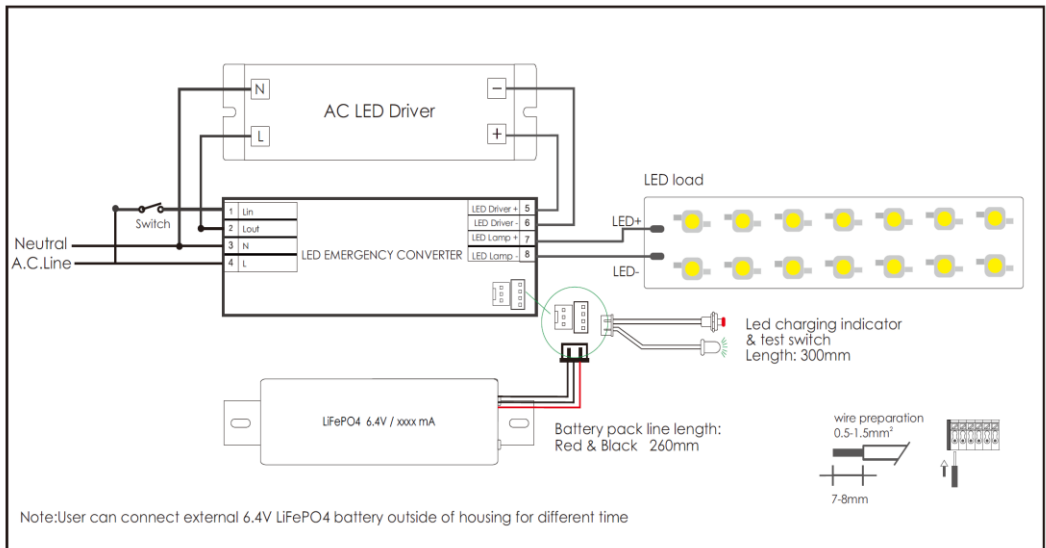 N
AC LED Driver
L
−
+
LED load
LED+
LED-
Switch
Neutral
A.C.Line
1 Lin
2 Lout
3 N
4 L
LED EMERGENCY CONVERTER
LED Driver + 5
LED Driver - 6
LED Lamp + 7
LED Lamp - 8
Led charging indicator
& test switch
Length: 300mm
LiFePO4 6.4V / xxxx mA
Battery pack line length:
Red & Black 260mm
wire preparation
0.5-1.5mm²
7-8mm
Note:User can connect external 6.4V LiFePO4 battery outside of housing for different time